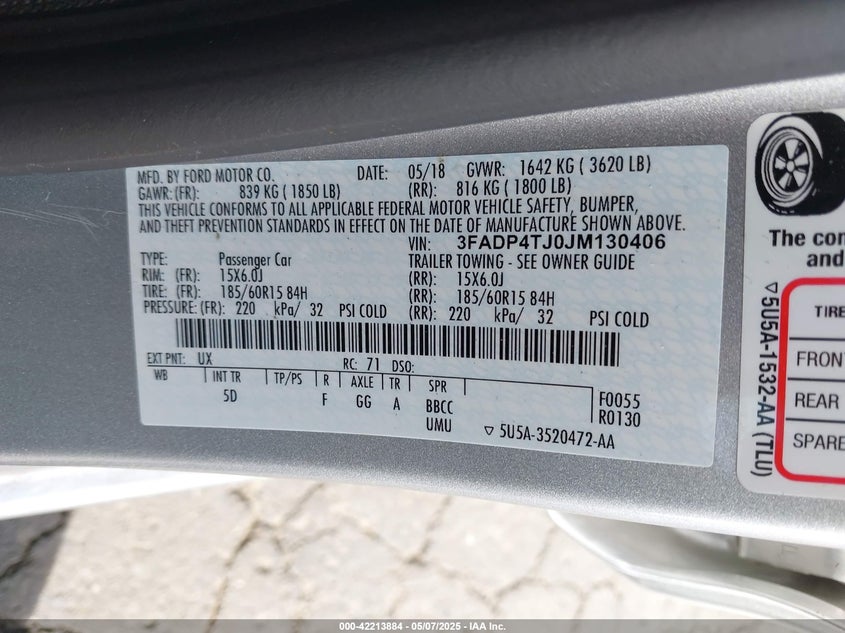 MFD. BY FORD MOTOR CO. DATE: 05/18 GVWR: 1642 KG ( 3620 LB)
GAWR: (FR): 839 KG ( 1850 LB) (RR): 816 KG ( 1800 LB)
THIS VEHICLE CONFORMS TO ALL APPLICABLE FEDERAL MOTOR VEHICLE SAFETY, BUMPER,
AND THEFT PREVENTION STANDARDS IN EFFECT ON THE DATE OF MANUFACTURE SHOWN ABOVE.
VIN: 3FADP4TJ0JM130406
TYPE: Passenger Car TRAILER TOWING - SEE OWNER GUIDE
RIM: (FR): 15X6.0J (RR): 15X6.0J
TIRE: (FR): 185/60R15 84H (RR): 185/60R15 84H
PRESSURE: (FR): 220 kPa/ 32 PSI COLD (RR): 220 kPa/ 32 PSI COLD
EXT PNT: UX RC: 71 DSO:
WB INT TR TP/PS R AXLE TR SPR
5D F GG A BBCC F0055
UMU R0130
▽ 5U5A-3520472-AA
The com
and
▽5U5A-1532-AA (TLU)
TIRE
FRONT
REAR
SPARE
000-42213884 - 05/07/2025 - IAA Inc.